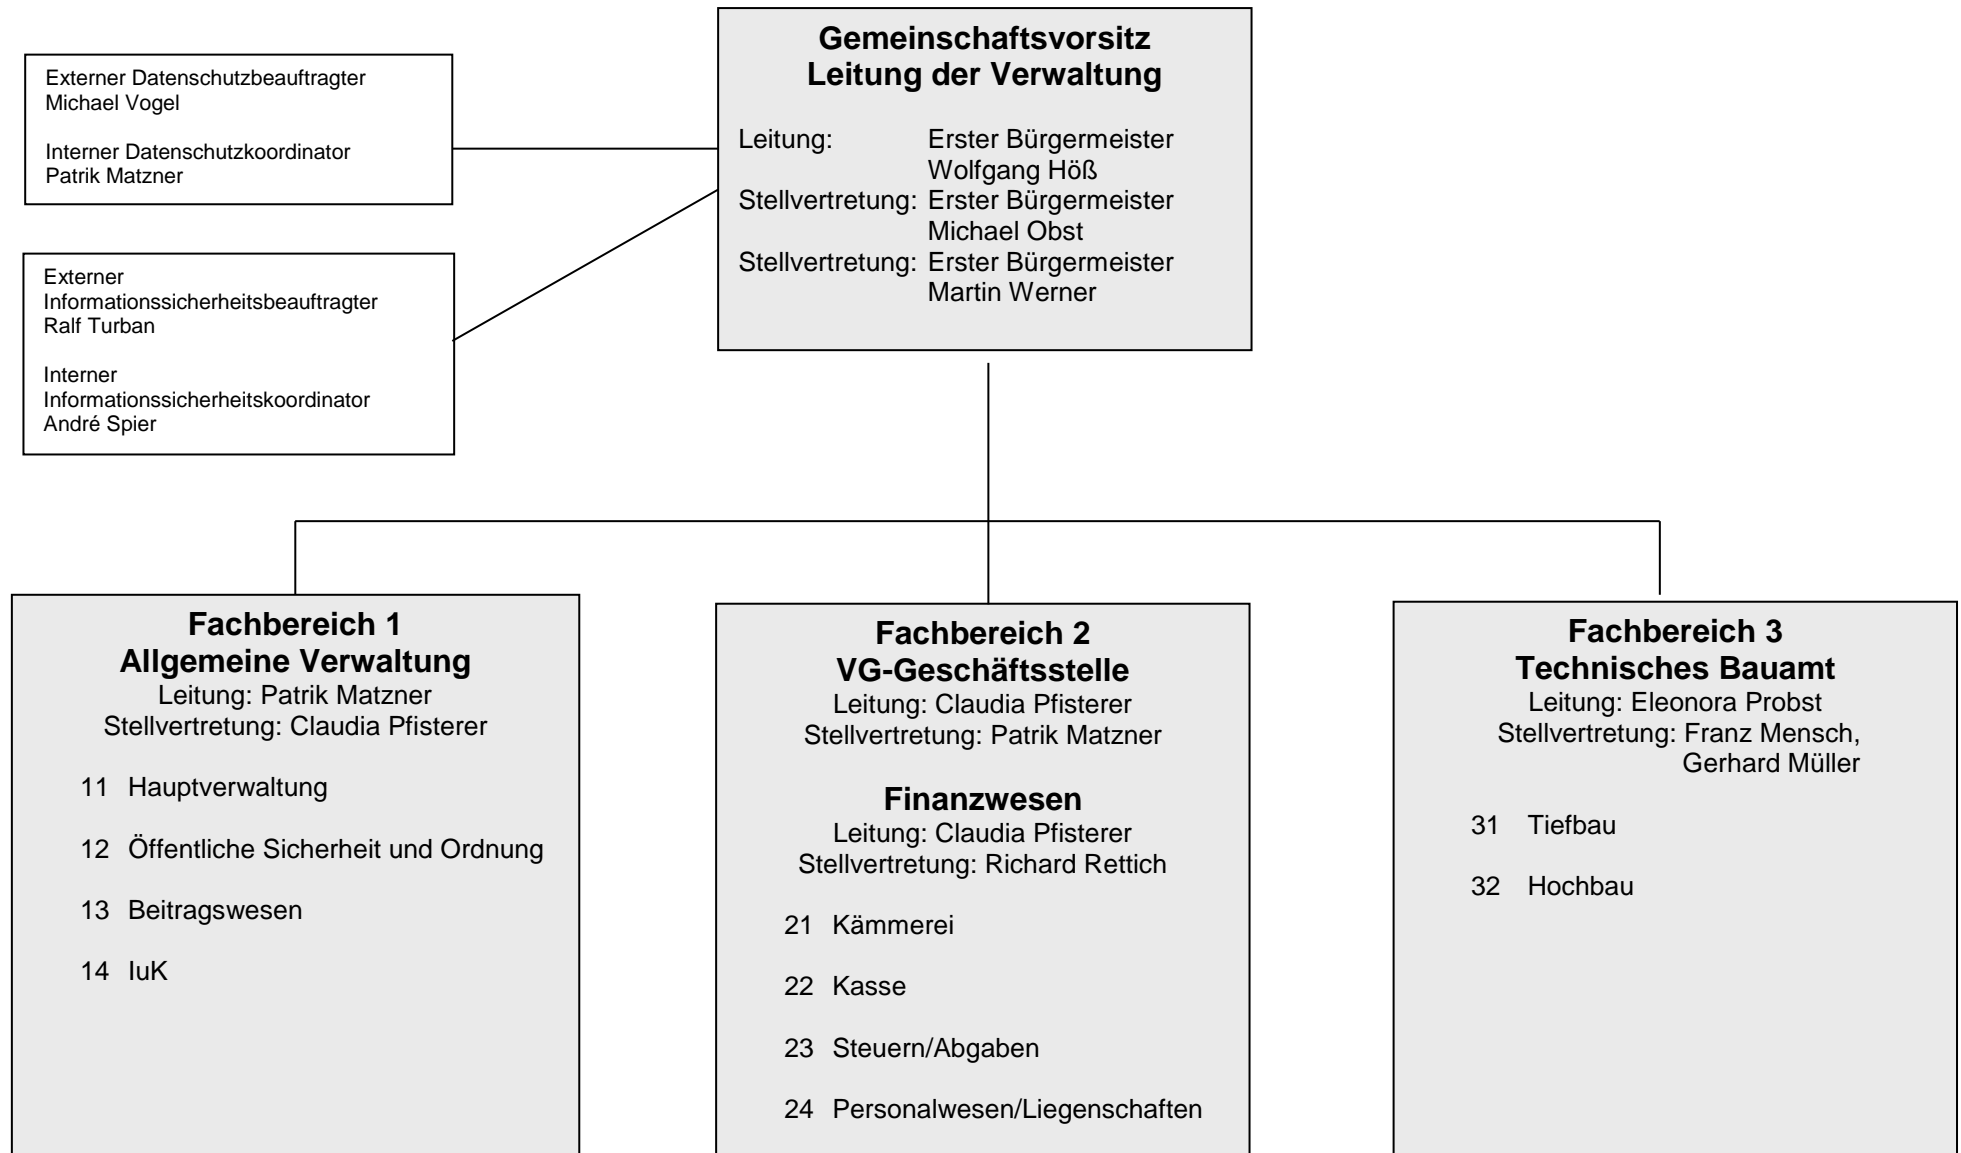 Gemeinschaftsvorsitz
Leitung der Verwaltung
Leitung: Erster Bürgermeister
Wolfgang Höß
Stellvertretung: Erster Bürgermeister
Michael Obst
Stellvertretung: Erster Bürgermeister
Martin Werner
Externer Datenschutzbeauftragter
Michael Vogel
Interner Datenschutzkoordinator
Patrik Matzner
Externer
Informationssicherheitsbeauftragter
Ralf Turban
Interner
Informationssicherheitskoordinator
André Spier
Fachbereich 1
Allgemeine Verwaltung
Leitung: Patrik Matzner
Stellvertretung: Claudia Pfisterer
11 Hauptverwaltung
12 Öffentliche Sicherheit und Ordnung
13 Beitragswesen
14 IuK
Fachbereich 2
VG-Geschäftsstelle
Leitung: Claudia Pfisterer
Stellvertretung: Patrik Matzner
Finanzwesen
Leitung: Claudia Pfisterer
Stellvertretung: Richard Rettich
21 Kämmerei
22 Kasse
23 Steuern/Abgaben
24 Personalwesen/Liegenschaften
Fachbereich 3
Technisches Bauamt
Leitung: Eleonora Probst
Stellvertretung: Franz Mensch,
Gerhard Müller
31 Tiefbau
32 Hochbau